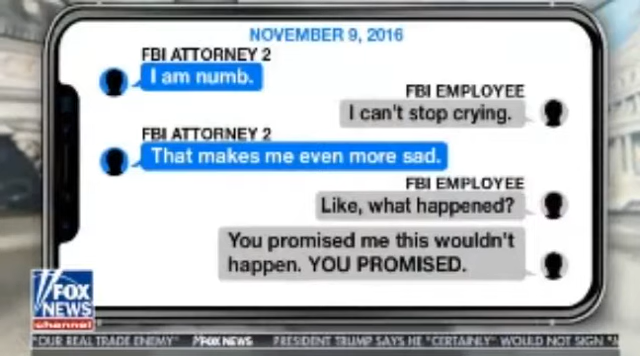 NOVEMBER 9, 2016
FBI ATTORNEY 2
I am numb.
FBI EMPLOYEE
I can't stop crying.
FBI ATTORNEY 2
That makes me even more sad.
FBI EMPLOYEE
Like, what happened?
You promised me this wouldn't
happen. YOU PROMISED.
FOX
NEWS
channel
"OUR REAL TRADE ENEMY" FOX NEWS PRESIDENT TRUMP SAYS HE "CERTAINLY" WOULD NOT SIGN